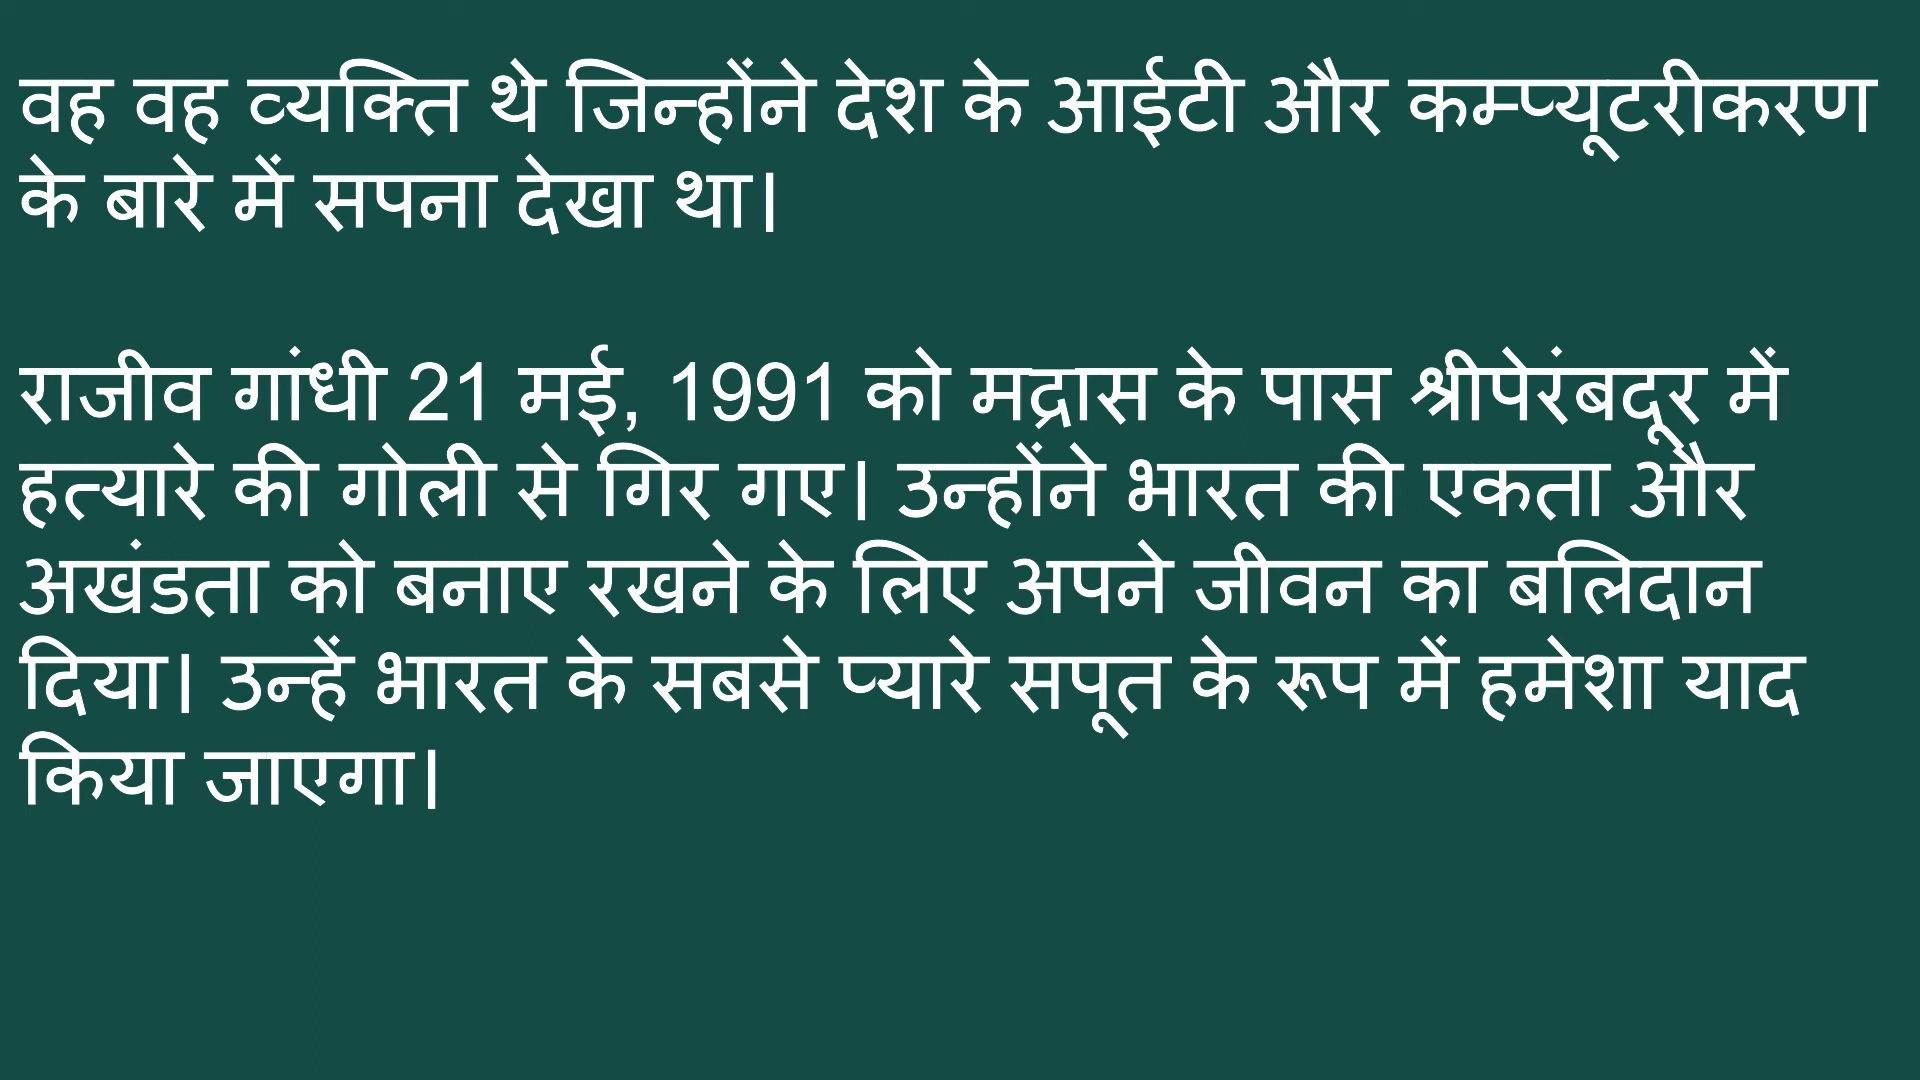 वह वह व्यक्ति थे जिन्होंने देश के आईटी और कम्प्यूटरीकरण
के बारे में सपना देखा था।
राजीव गांधी 21 मई, 1991 को मद्रास के पास श्रीपेरंबदूर में
हत्यारे की गोली से गिर गए। उन्होंने भारत की एकता और
अखंडता को बनाए रखने के लिए अपने जीवन का बलिदान
दिया। उन्हें भारत के सबसे प्यारे सपूत के रूप में हमेशा याद
किया जाएगा।